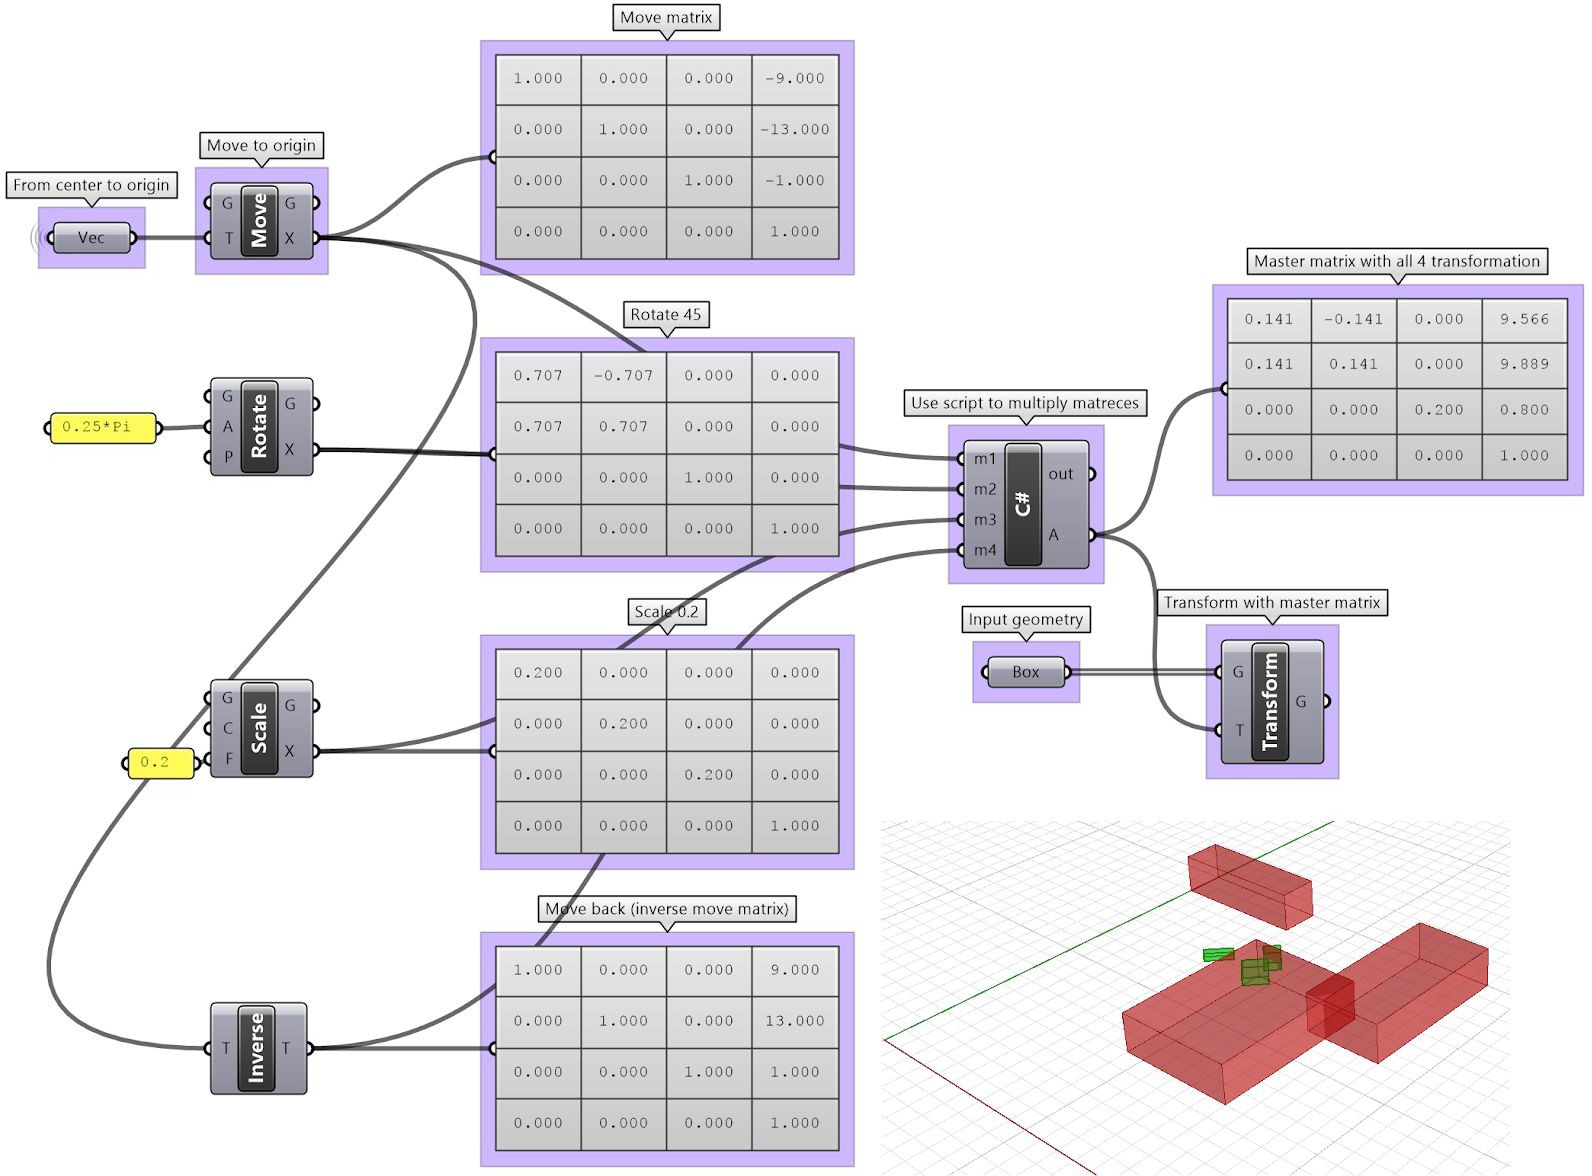 Move matrix
1.000 0.000 0.000 -9.000
0.000 1.000 0.000 -13.000
0.000 0.000 1.000 -1.000
0.000 0.000 0.000 1.000
Move to origin
From center to origin
Vec
G G
T X
Move
Rotate 45
0.707 -0.707 0.000 0.000
0.707 0.707 0.000 0.000
0.000 0.000 1.000 0.000
0.000 0.000 0.000 1.000
0.25*Pi
G G
A
P X
Rotate
Scale 0.2
0.200 0.000 0.000 0.000
0.000 0.200 0.000 0.000
0.000 0.000 0.200 0.000
0.000 0.000 0.000 1.000
0.2
G G
C
F X
Scale
Move back (inverse move matrix)
1.000 0.000 0.000 9.000
0.000 1.000 0.000 13.000
0.000 0.000 1.000 1.000
0.000 0.000 0.000 1.000
T T
Inverse
Use script to multiply matreces
m1
m2
m3
m4
C#
out
A
Master matrix with all 4 transformation
0.141 -0.141 0.000 9.566
0.141 0.141 0.000 9.889
0.000 0.000 0.200 0.800
0.000 0.000 0.000 1.000
Input geometry
Box
Transform with master matrix
G
T
Transform
G